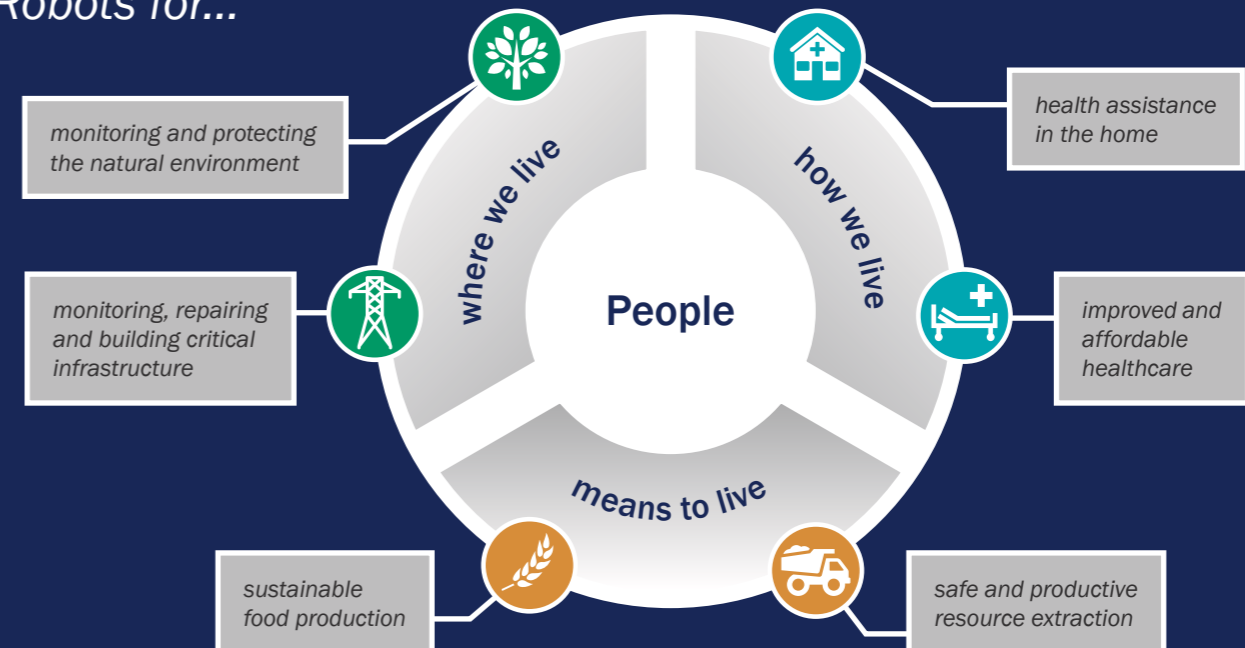 Robots for...
monitoring and protecting
the natural environment
health assistance
in the home
where we live
how we live
monitoring, repairing
and building critical
infrastructure
People
improved and
affordable
healthcare
means to live
sustainable
food production
safe and productive
resource extraction